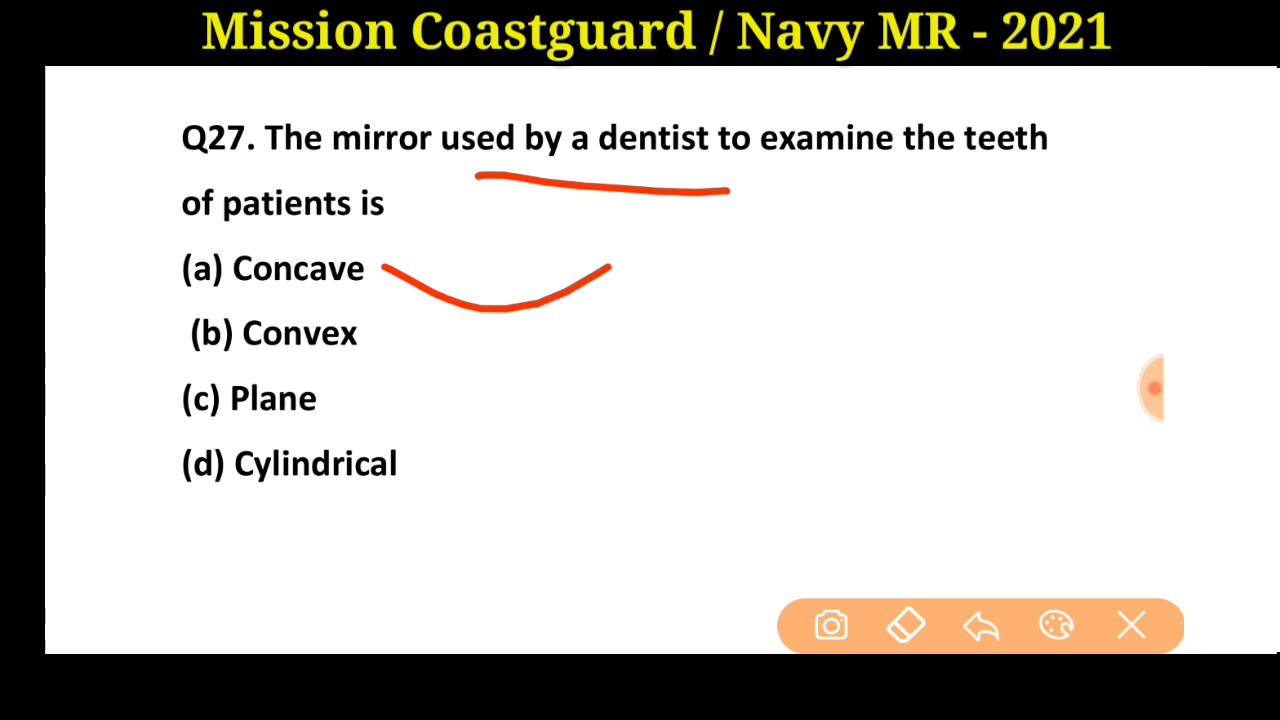 Mission Coastguard / Navy MR - 2021
Q27. The mirror used by a dentist to examine the teeth
of patients is
(a) Concave
(b) Convex
(c) Plane
(d) Cylindrical